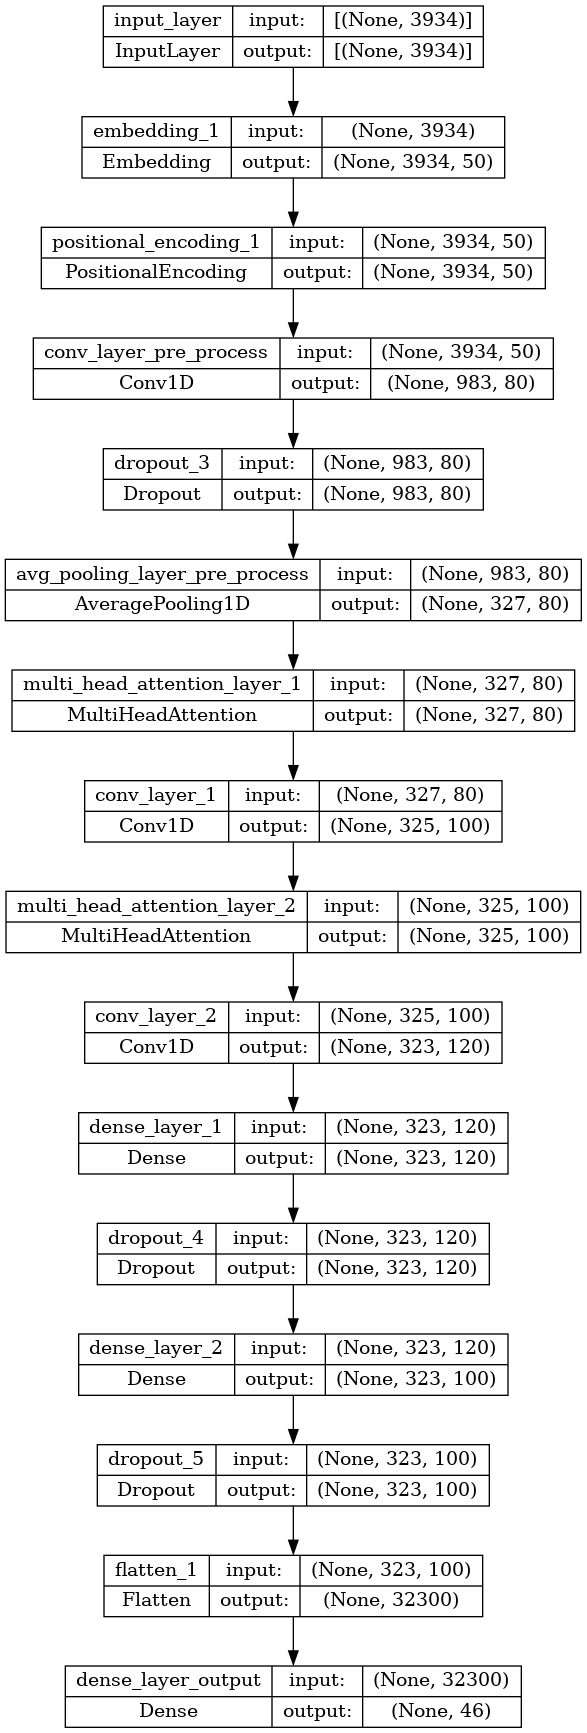 input_layer input: [(None, 3934)]
InputLayer output: [(None, 3934)]
embedding_1 input: (None, 3934)
Embedding output: (None, 3934, 50)
positional_encoding_1 input: (None, 3934, 50)
PositionalEncoding output: (None, 3934, 50)
conv_layer_pre_process input: (None, 3934, 50)
Conv1D output: (None, 983, 80)
dropout_3 input: (None, 983, 80)
Dropout output: (None, 983, 80)
avg_pooling_layer_pre_process input: (None, 983, 80)
AveragePooling1D output: (None, 327, 80)
multi_head_attention_layer_1 input: (None, 327, 80)
MultiHeadAttention output: (None, 327, 80)
conv_layer_1 input: (None, 327, 80)
Conv1D output: (None, 325, 100)
multi_head_attention_layer_2 input: (None, 325, 100)
MultiHeadAttention output: (None, 325, 100)
conv_layer_2 input: (None, 325, 100)
Conv1D output: (None, 323, 120)
dense_layer_1 input: (None, 323, 120)
Dense output: (None, 323, 120)
dropout_4 input: (None, 323, 120)
Dropout output: (None, 323, 120)
dense_layer_2 input: (None, 323, 120)
Dense output: (None, 323, 100)
dropout_5 input: (None, 323, 100)
Dropout output: (None, 323, 100)
flatten_1 input: (None, 323, 100)
Flatten output: (None, 32300)
dense_layer_output input: (None, 32300)
Dense output: (None, 46)